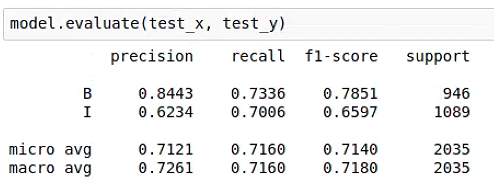 model.evaluate(test_x, test_y)
precision recall f1-score support
B 0.8443 0.7336 0.7851 946
I 0.6234 0.7006 0.6597 1089
micro avg 0.7121 0.7160 0.7140 2035
macro avg 0.7261 0.7160 0.7180 2035